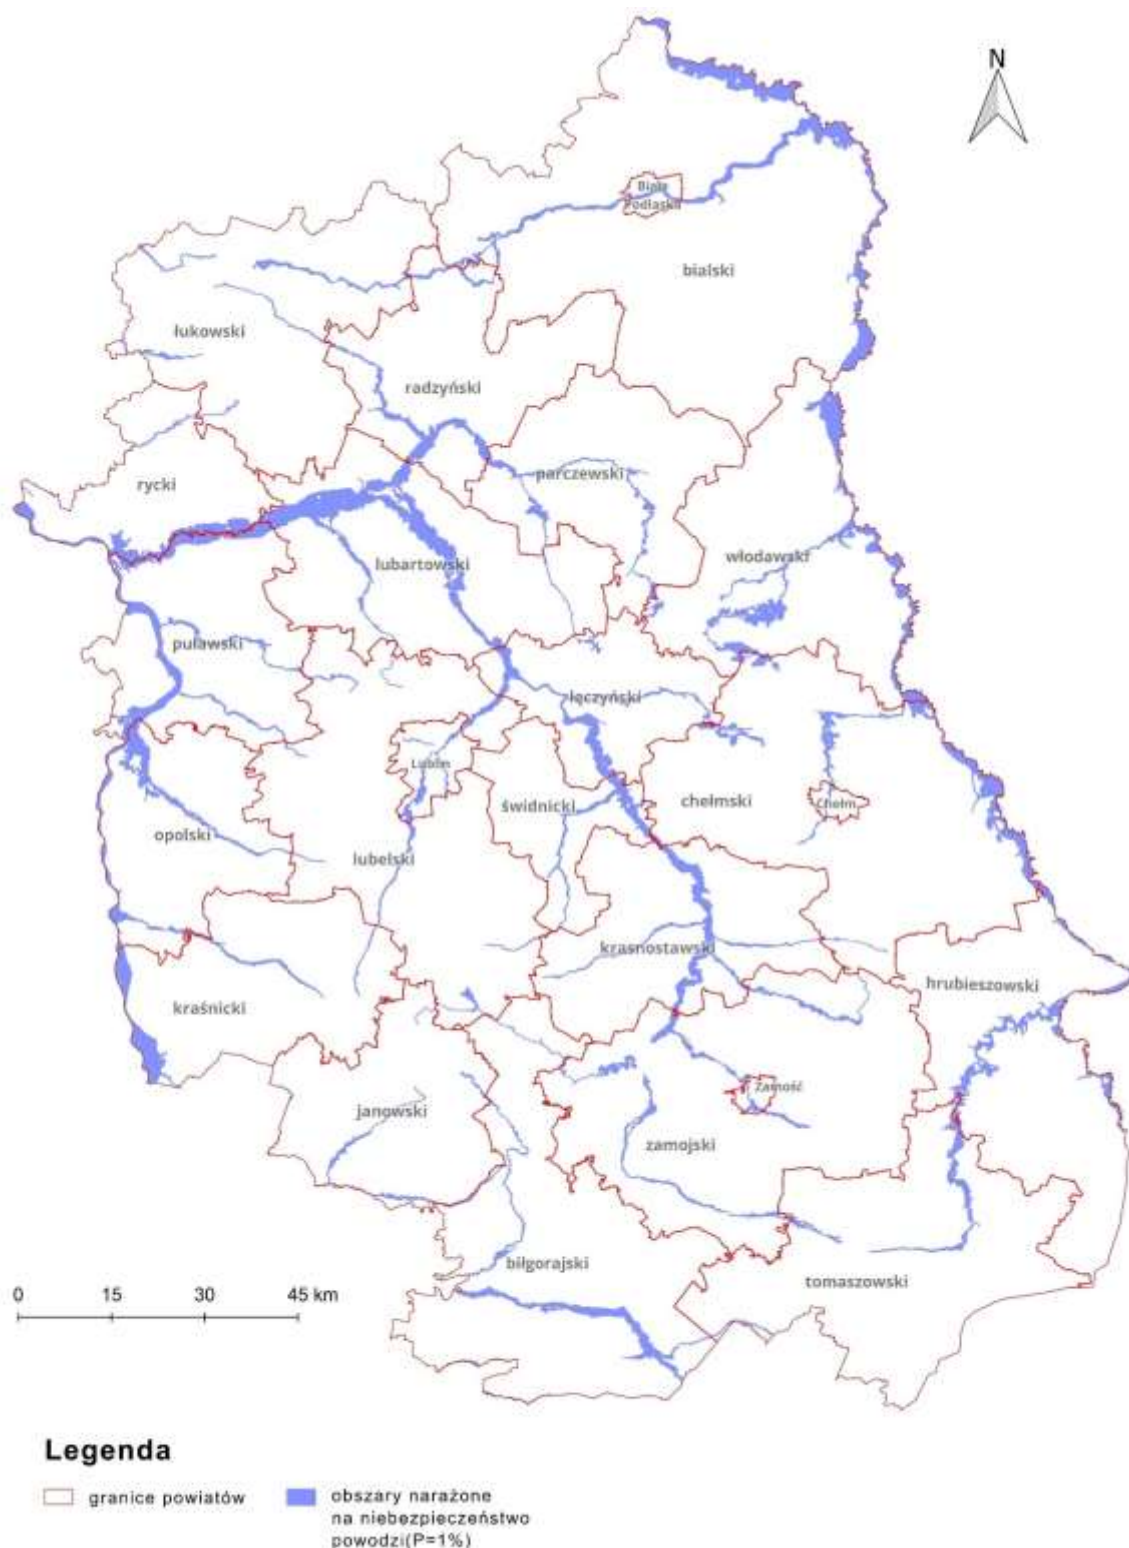 N
Biała
Podlaska
bialski
łukowski
radzyński
parczewski
rycki
lubartowski
włodawski
puławski
łęczyński
Lublin
świdnicki
chełmski
Chełm
opolski
lubelski
krasnostawski
hrubieszowski
kraśnicki
Zamość
janowski
zamojski
biłgorajski
tomaszowski
0 15 30 45 km
Legenda
granice powiatów
obszary narażone
na niebezpieczeństwo
powodzi(P=1%)